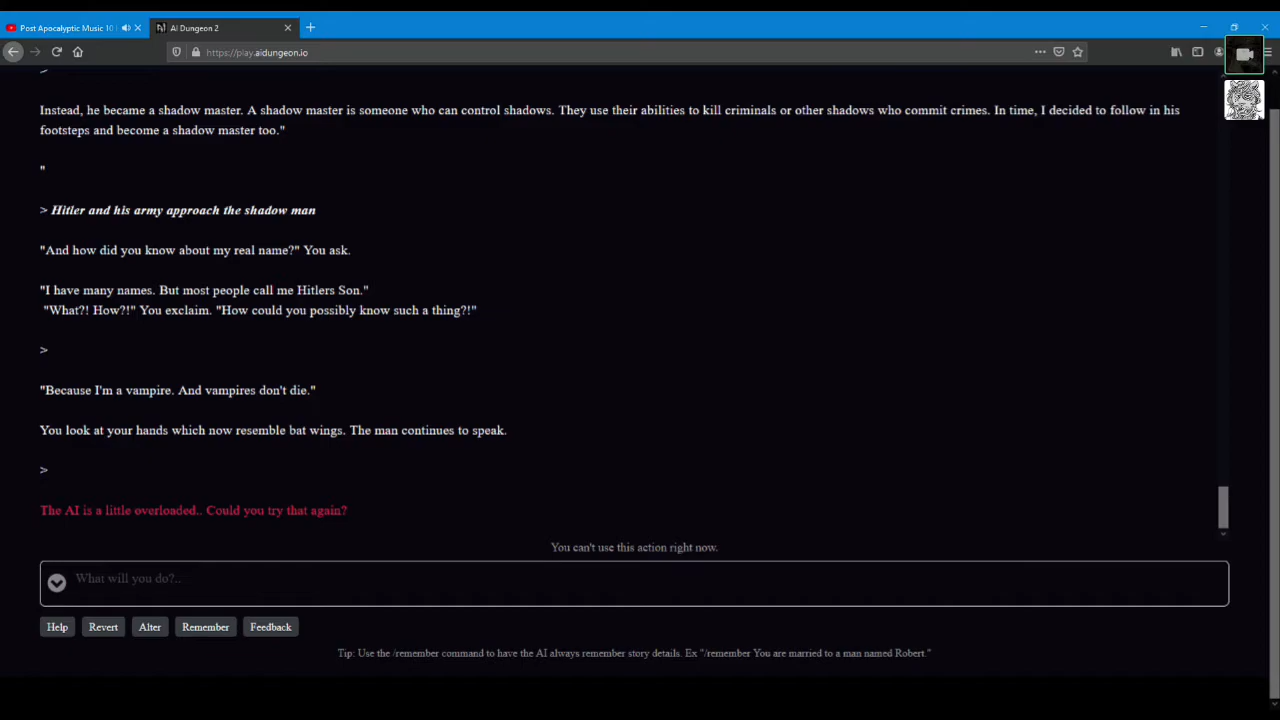 Post Apocalyptic Music 10
AI Dungeon 2
https://play.aidungeon.io
>
Instead, he became a shadow master. A shadow master is someone who can control shadows. They use their abilities to kill criminals or other shadows who commit crimes. In time, I decided to follow in his
footsteps and become a shadow master too."
"
> Hitler and his army approach the shadow man
"And how did you know about my real name?" You ask.
"I have many names. But most people call me Hitlers Son."
"What?! How?!" You exclaim. "How could you possibly know such a thing?!"
>
"Because I'm a vampire. And vampires don't die."
You look at your hands which now resemble bat wings. The man continues to speak.
>
The AI is a little overloaded.. Could you try that again?
You can't use this action right now.
What will you do?..
Help Revert Alter Remember Feedback
Tip: Use the /remember command to have the AI always remember story details. Ex "/remember You are married to a man named Robert."